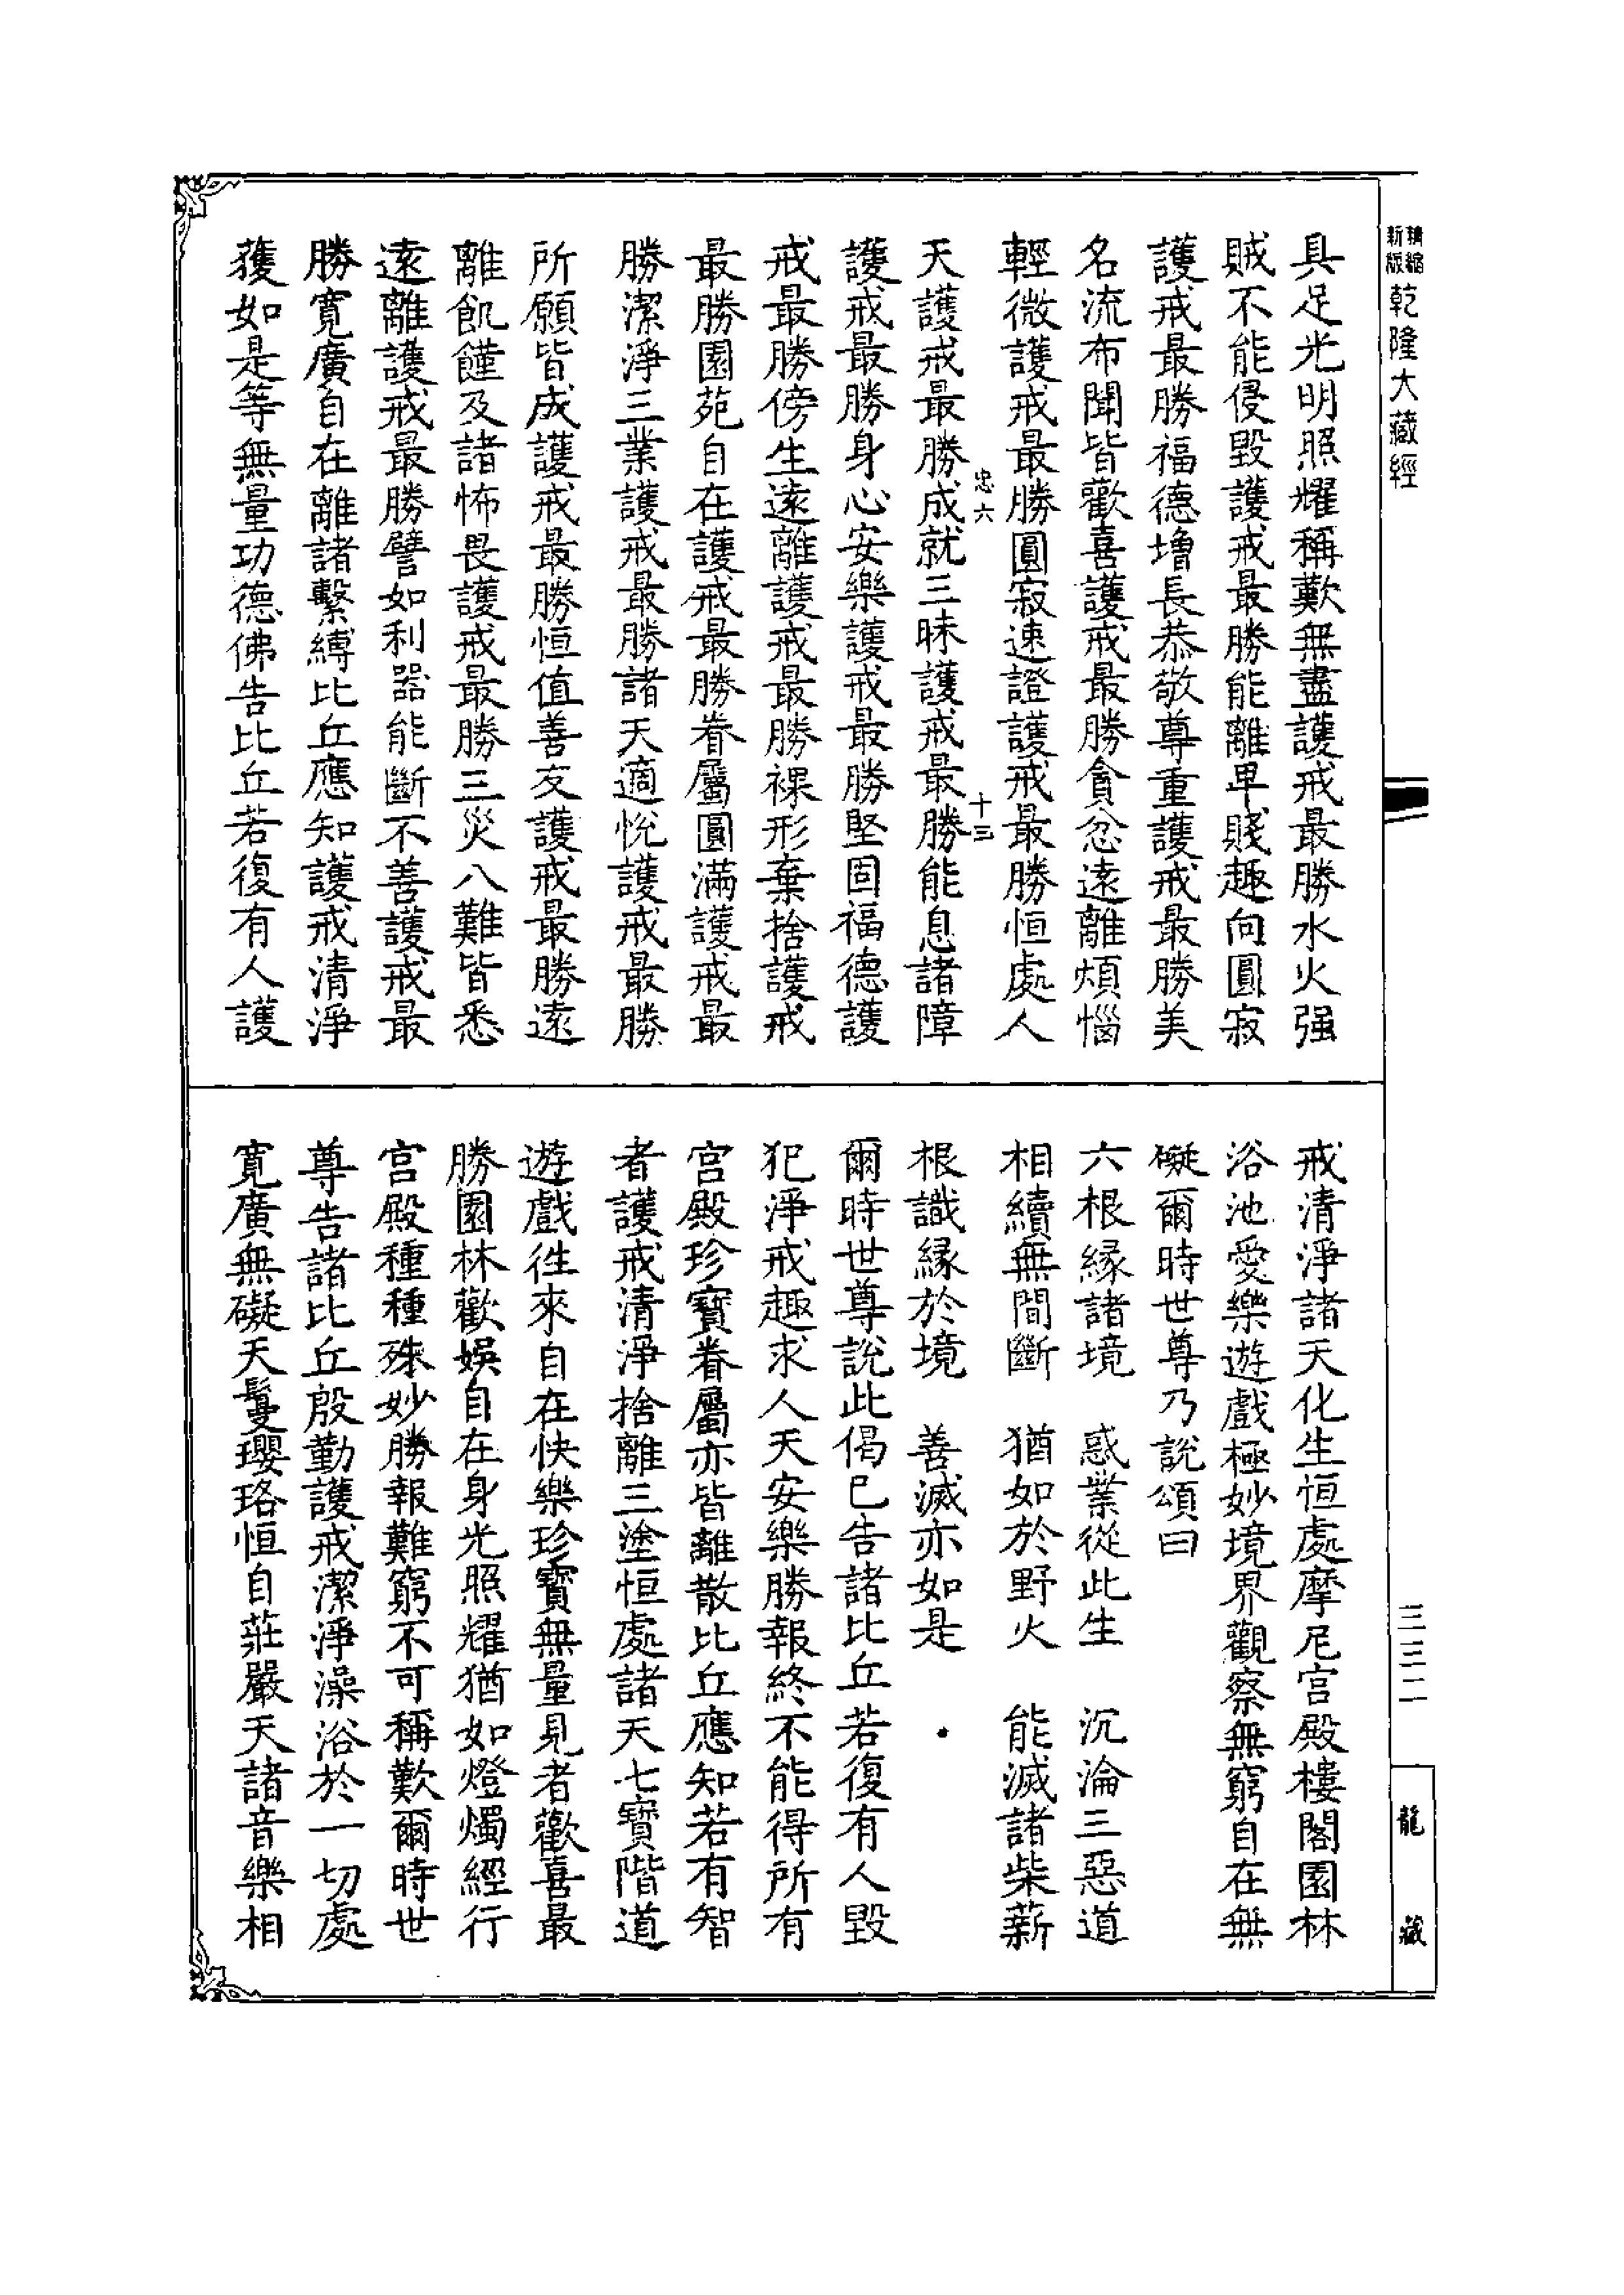 精縮
新版
乾隆大藏經
具足光明照耀稱歎無盡護戒最勝水火强
賊不能侵毀護戒最勝能離卑賤趣向圓寂
護戒最勝福德增長恭敬尊重護戒最勝美
名流布聞皆歡喜護戒最勝貪忿遠離煩惱
輕微護戒最勝圓寂速證護戒最勝恒處人
忠六
十三
天護戒最勝成就三昧護戒最勝能息諸障
護戒最勝身心安樂護戒最勝堅固福德護
戒最勝傍生遠離護戒最勝裸形棄捨護戒
最勝園苑自在護戒最勝眷屬圓滿護戒最
勝潔淨三業護戒最勝諸天適悅護戒最勝
所願皆成護戒最勝恒值善友護戒最勝遠
離飢饉及諸怖畏護戒最勝三災八難皆悉
遠離護戒最勝譬如利器能斷不善護戒最
勝寬廣自在離諸繫縛比丘應知護戒清淨
獲如是等無量功德佛告比丘若復有人護
戒清淨諸天化生恒處摩尼宫殿樓閣園林
浴池愛樂遊戲極妙境界觀察無窮自在無
礙爾時世尊乃說頌曰
六根緣諸境　惑業從此生　沉淪三惡道
相續無間斷　猶如於野火　能滅諸柴薪
根識緣於境　善滅亦如是
爾時世尊說此偈已告諸比丘若復有人毀
犯淨戒趣求人天安樂勝報終不能得所有
宫殿珍寶眷屬亦皆離散比丘應知若有智
者護戒清淨捨離三塗恒處諸天七寶階道
遊戲往來自在快樂珍寶無量見者歡喜最
勝園林歡娛自在身光照耀猶如燈燭經行
宫殿種種殊妙勝報難窮不可稱歎爾時世
尊告諸比丘殷勤護戒潔淨澡浴於一切處
寬廣無礙天鬘瓔珞恒自莊嚴天諸音樂相
三三二
龍藏